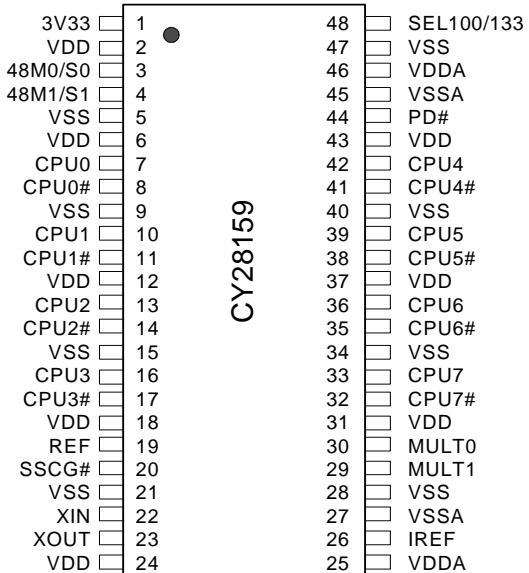 3V33 1 48 SEL100/133
VDD 2 47 VSS
48M0/S0 3 46 VDDA
48M1/S1 4 45 VSSA
VSS 5 44 PD#
VDD 6 43 VDD
CPU0 7 42 CPU4
CPU0# 8 41 CPU4#
VSS 9 40 VSS
CPU1 10 39 CPU5
CPU1# 11 38 CPU5#
VDD 12 37 VDD
CPU2 13 36 CPU6
CPU2# 14 35 CPU6#
VSS 15 34 VSS
CPU3 16 33 CPU7
CPU3# 17 32 CPU7#
VDD 18 31 VDD
REF 19 30 MULT0
SSCG# 20 29 MULT1
VSS 21 28 VSS
XIN 22 27 VSSA
XOUT 23 26 IREF
VDD 24 25 VDDA
CY28159